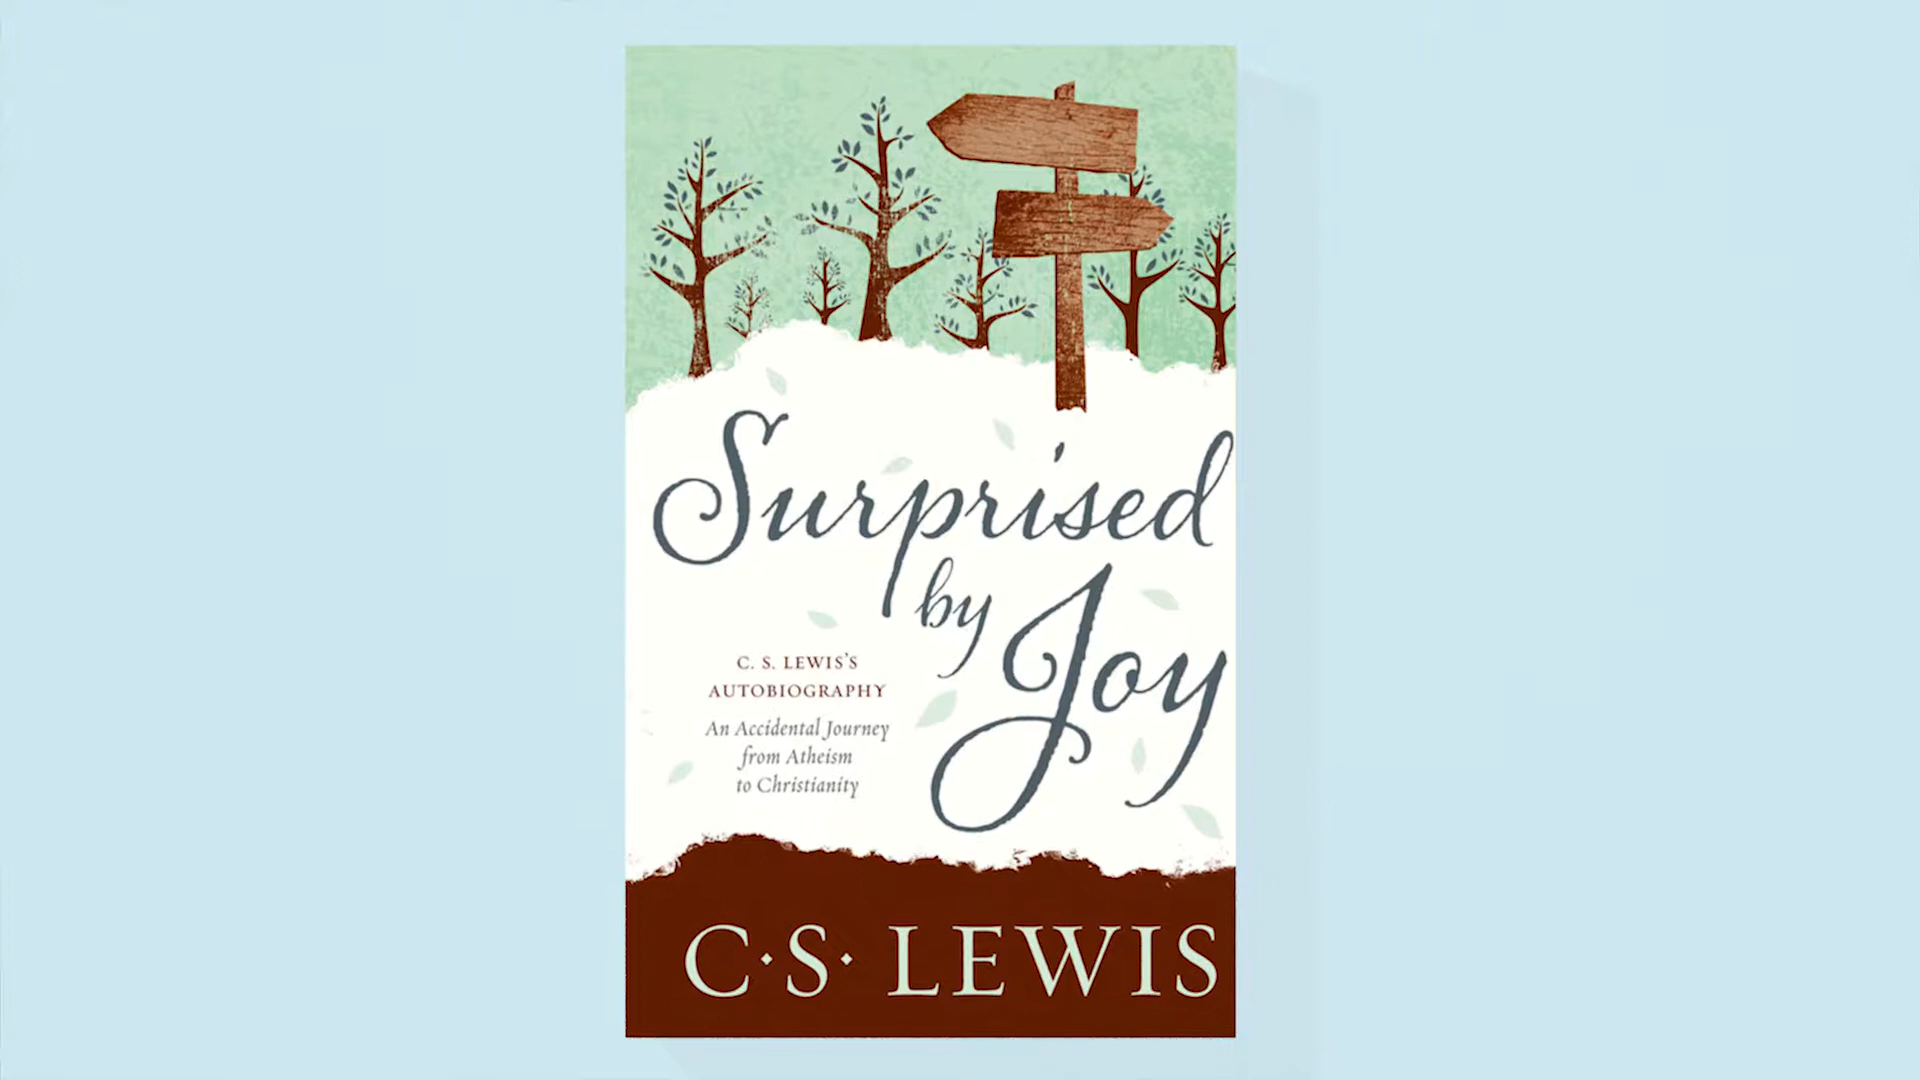 Surprised
by
Joy
C. S. LEWIS'S
AUTOBIOGRAPHY
An Accidental Journey
from Atheism
to Christianity
C·S· LEWIS